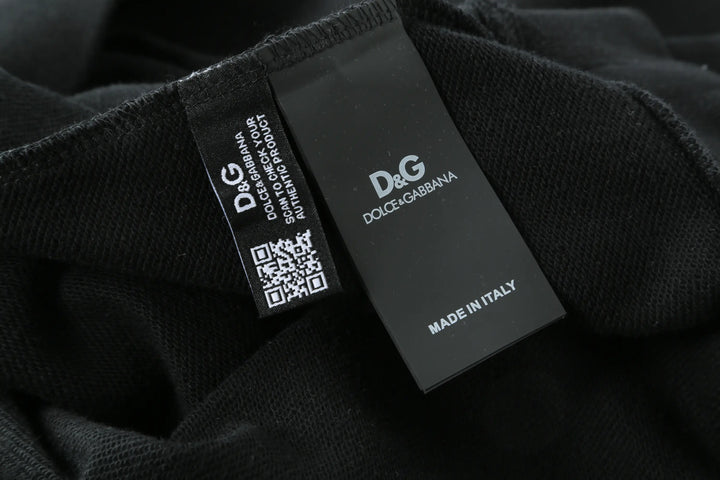 D&G
DOLCE&GABBANA
SCAN TO CHECK YOUR
AUTHENTIC PRODUCT
D&G
DOLCE&GABBANA
MADE IN ITALY